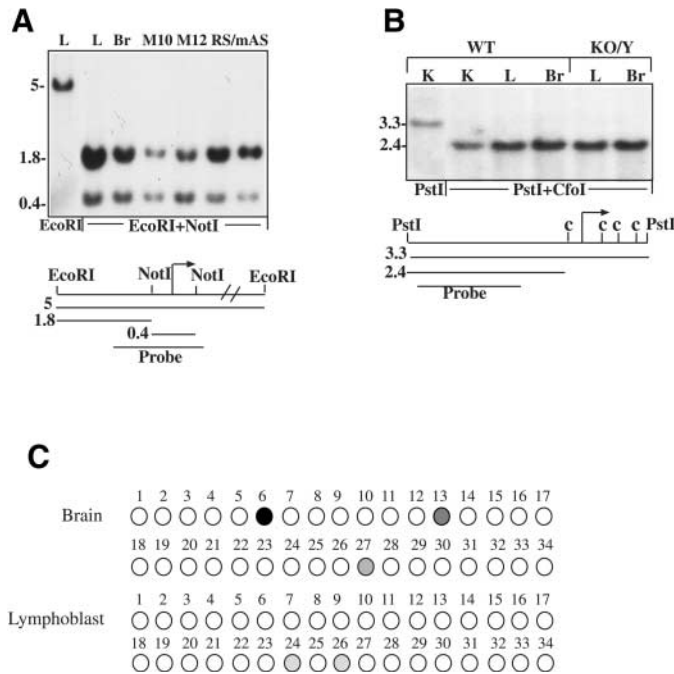 A
L L Br M10 M12 RS/mAS
5-
1.8-
0.4-
EcoRI EcoRI+NotI
EcoRI NotI NotI EcoRI
5
1.8
0.4
Probe
B
WT KO/Y
K K L Br L Br
3.3-
2.4-
PstI PstI+CfoI
PstI c c c c PstI
3.3
2.4
Probe
C
1 2 3 4 5 6 7 8 9 10 11 12 13 14 15 16 17
Brain
18 19 20 21 22 23 24 25 26 27 28 29 30 31 32 33 34
1 2 3 4 5 6 7 8 9 10 11 12 13 14 15 16 17
Lymphoblast
18 19 20 21 22 23 24 25 26 27 28 29 30 31 32 33 34